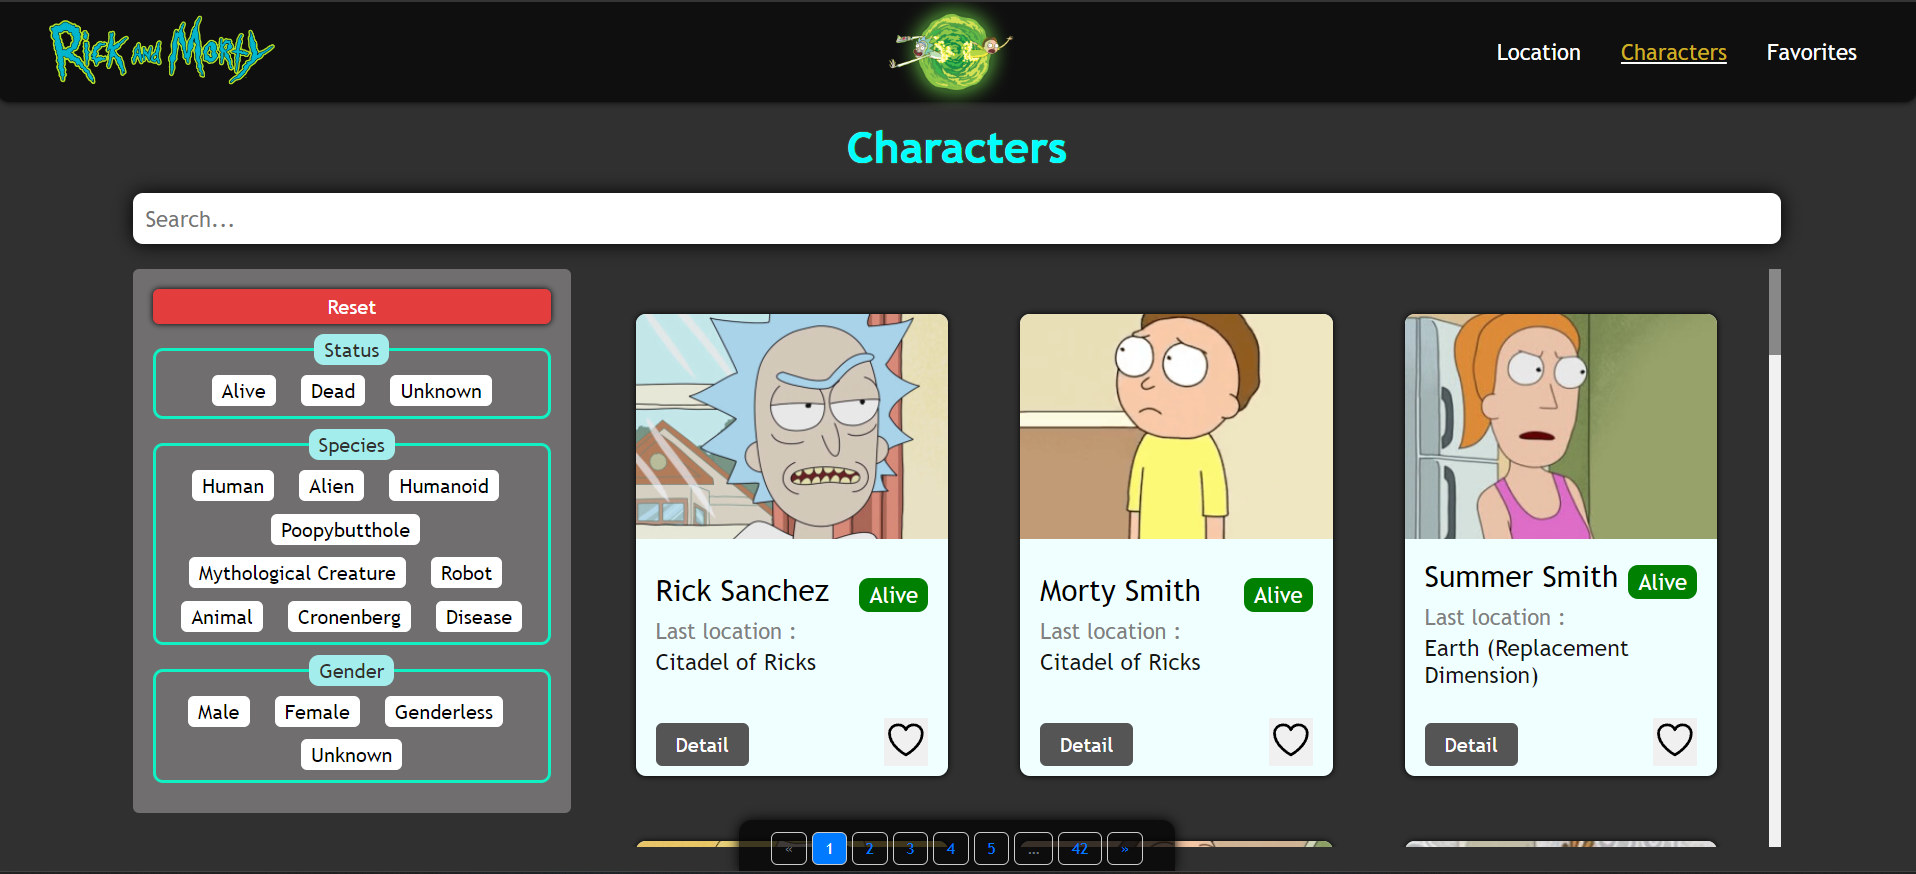 Rick and Morty
Location Characters Favorites
Characters
Search...
Reset
Status
Alive Dead Unknown
Species
Human Alien Humanoid
Poopybutthole
Mythological Creature Robot
Animal Cronenberg Disease
Gender
Male Female Genderless
Unknown
Rick Sanchez Alive
Last location :
Citadel of Ricks
Detail
Morty Smith Alive
Last location :
Citadel of Ricks
Detail
Summer Smith Alive
Last location :
Earth (Replacement
Dimension)
Detail
« 1 2 3 4 5 ... 42 »